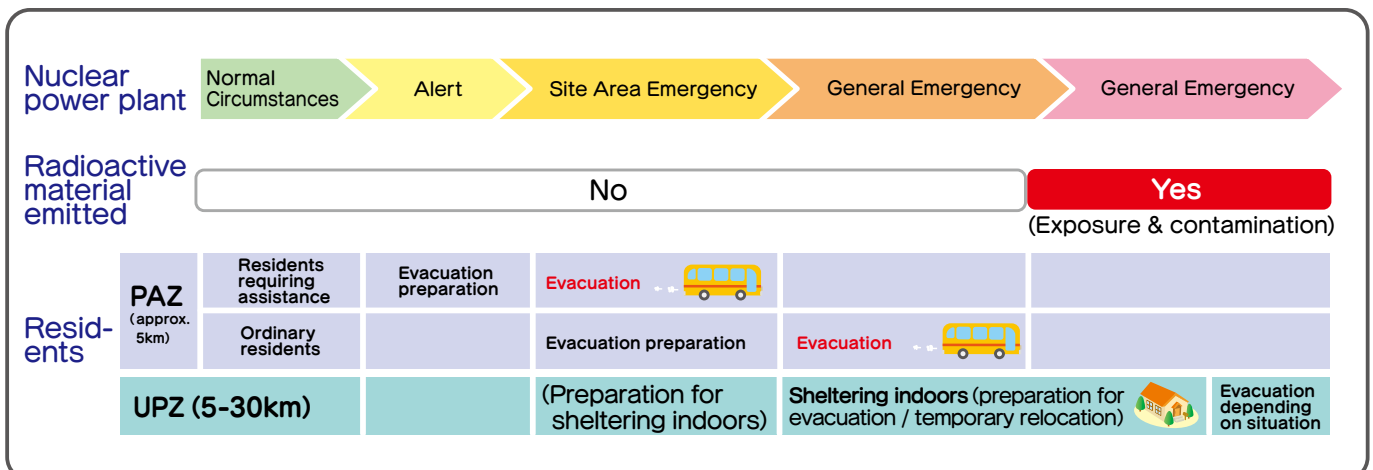 Nuclear
power plant
Normal
Circumstances
Alert
Site Area Emergency
General Emergency
General Emergency
Radioactive
material
emitted
No
Yes
(Exposure & contamination)
Resid-
ents
PAZ
(approx.
5km)
Residents
requiring
assistance
Evacuation
preparation
Evacuation
Ordinary
residents
Evacuation preparation
Evacuation
UPZ (5-30km)
(Preparation for
sheltering indoors)
Sheltering indoors (preparation for
evacuation / temporary relocation)
Evacuation
depending
on situation